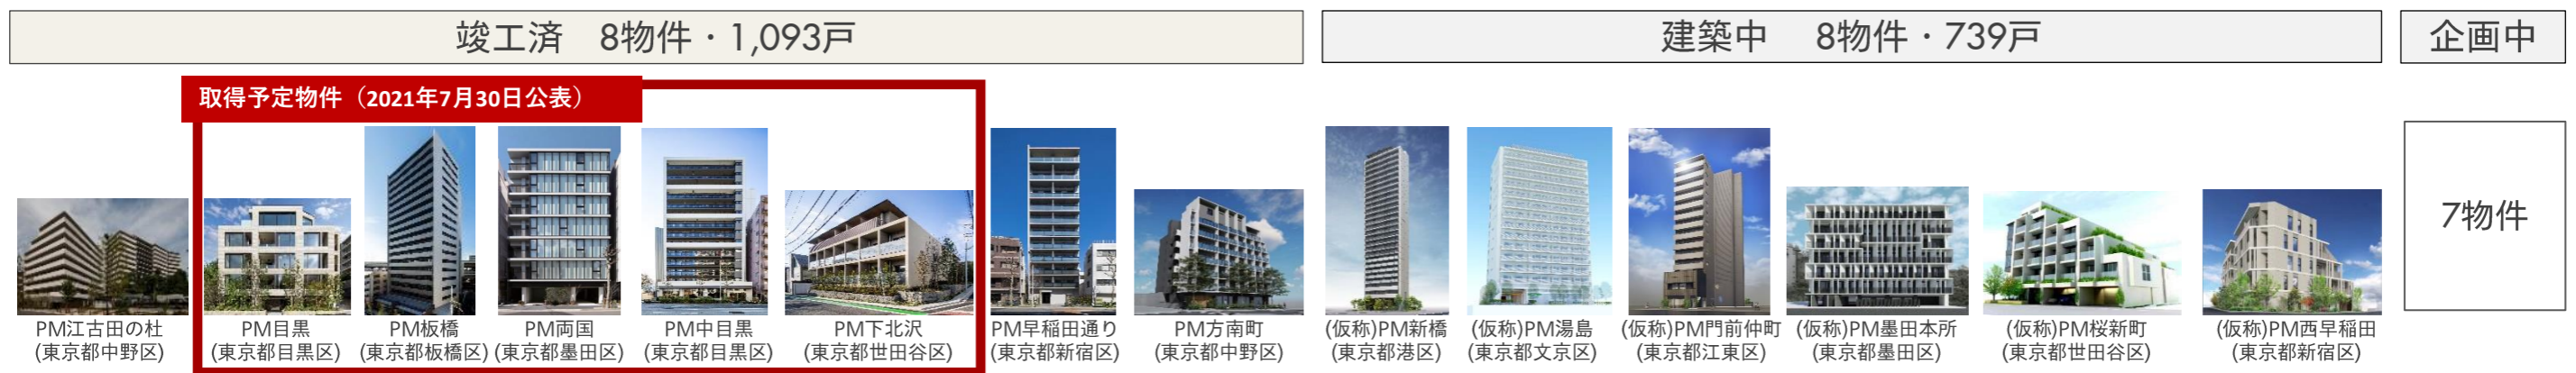 竣工済　8物件・1,093戸
建築中　8物件・739戸
企画中
取得予定物件（2021年7月30日公表）
PM江古田の杜
(東京都中野区)
PM目黒
(東京都目黒区)
PM板橋
(東京都板橋区)
PM両国
(東京都墨田区)
PM中目黒
(東京都目黒区)
PM下北沢
(東京都世田谷区)
PM早稲田通り
(東京都新宿区)
PM方南町
(東京都中野区)
(仮称)PM新橋
(東京都港区)
(仮称)PM湯島
(東京都文京区)
(仮称)PM門前仲町
(東京都江東区)
(仮称)PM墨田本所
(東京都墨田区)
(仮称)PM桜新町
(東京都世田谷区)
(仮称)PM西早稲田
(東京都新宿区)
7物件